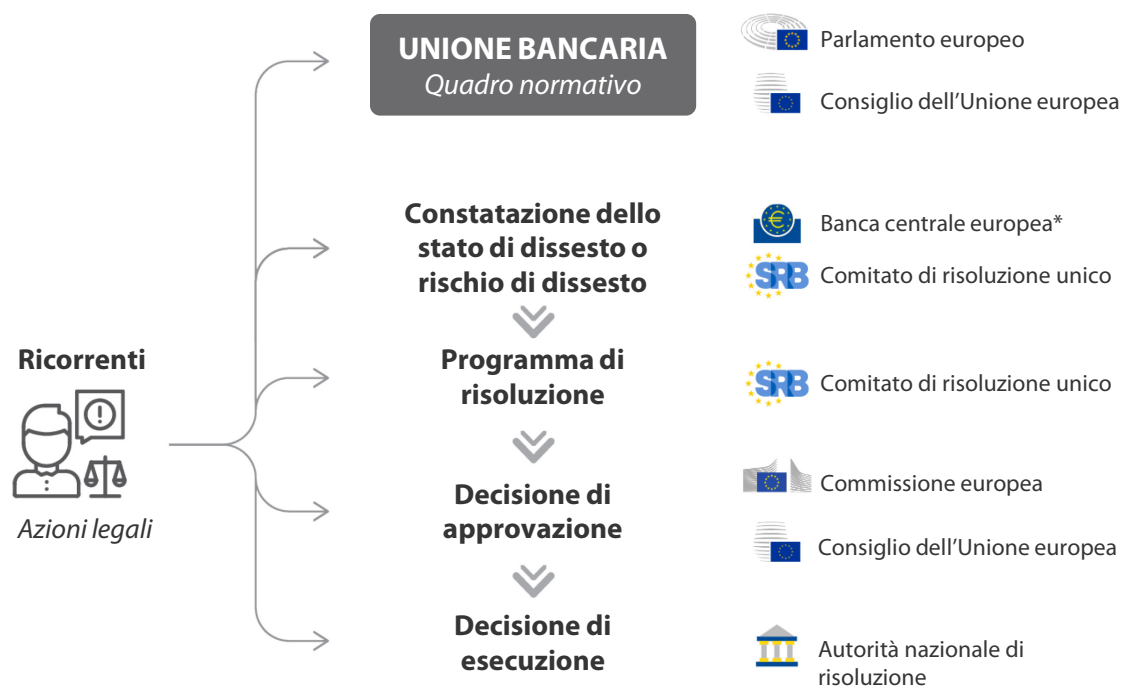 UNIONE BANCARIA
Quadro normativo
Parlamento europeo
Consiglio dell'Unione europea
Constatazione dello
stato di dissesto o
rischio di dissesto
Banca centrale europea*
SRB
Comitato di risoluzione unico
Ricorrenti
Azioni legali
Programma di
risoluzione
SRB
Comitato di risoluzione unico
Decisione di
approvazione
Commissione europea
Consiglio dell'Unione europea
Decisione di
esecuzione
Autorità nazionale di
risoluzione